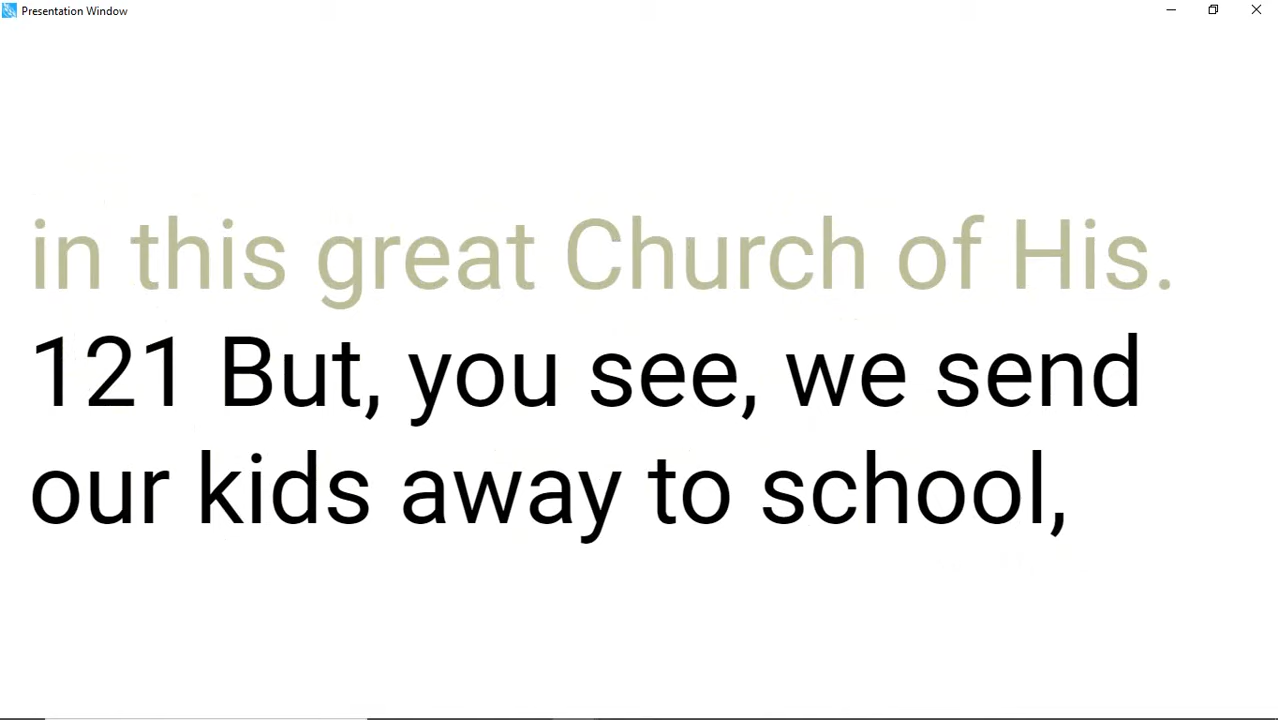 Presentation Window
in this great Church of His.
121 But, you see, we send
our kids away to school,